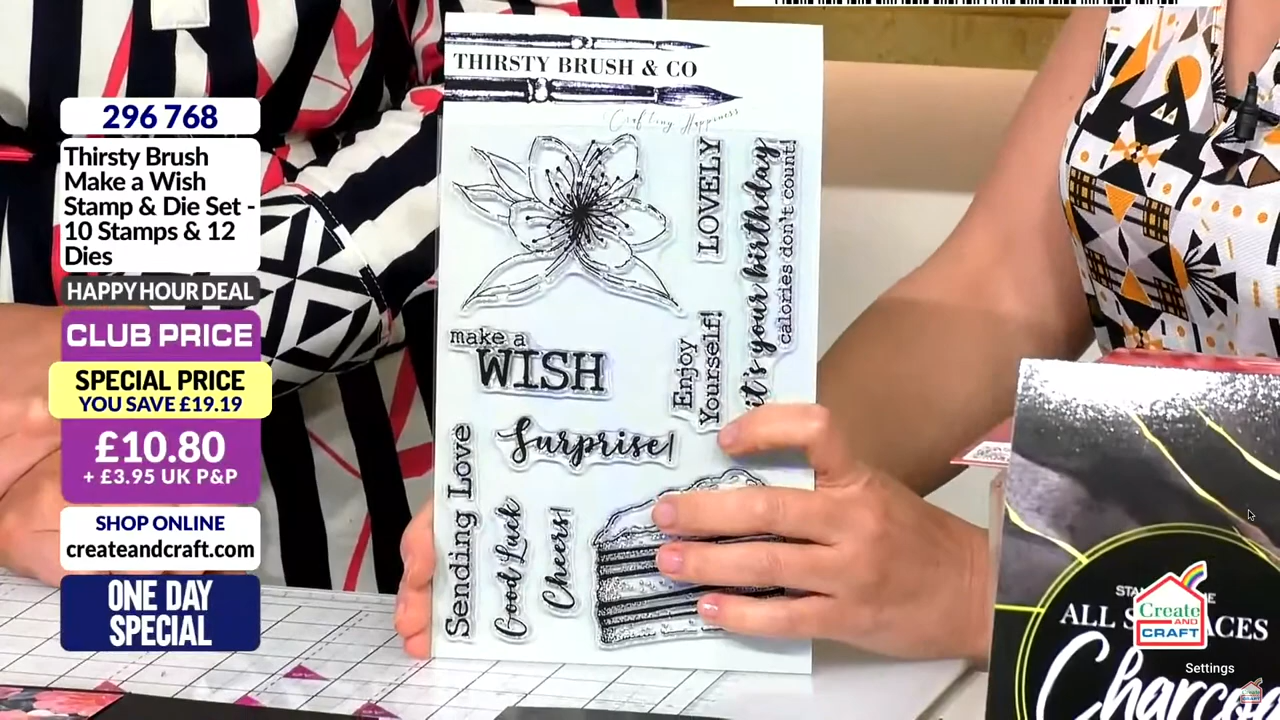 296 768
Thirsty Brush
Make a Wish
Stamp & Die Set -
10 Stamps & 12
Dies
HAPPY HOUR DEAL
CLUB PRICE
SPECIAL PRICE
YOU SAVE £19.19
£10.80
+ £3.95 UK P&P
SHOP ONLINE
createandcraft.com
ONE DAY
SPECIAL
THIRSTY BRUSH & CO
Crafting Happiness
LOVELY
it's your birthday
calories don't count!
make a
WISH
Enjoy
Yourself!
Surprise!
Sending Love
Good Luck
Cheers!
ALL
Create
AND
CRAFT
Settings